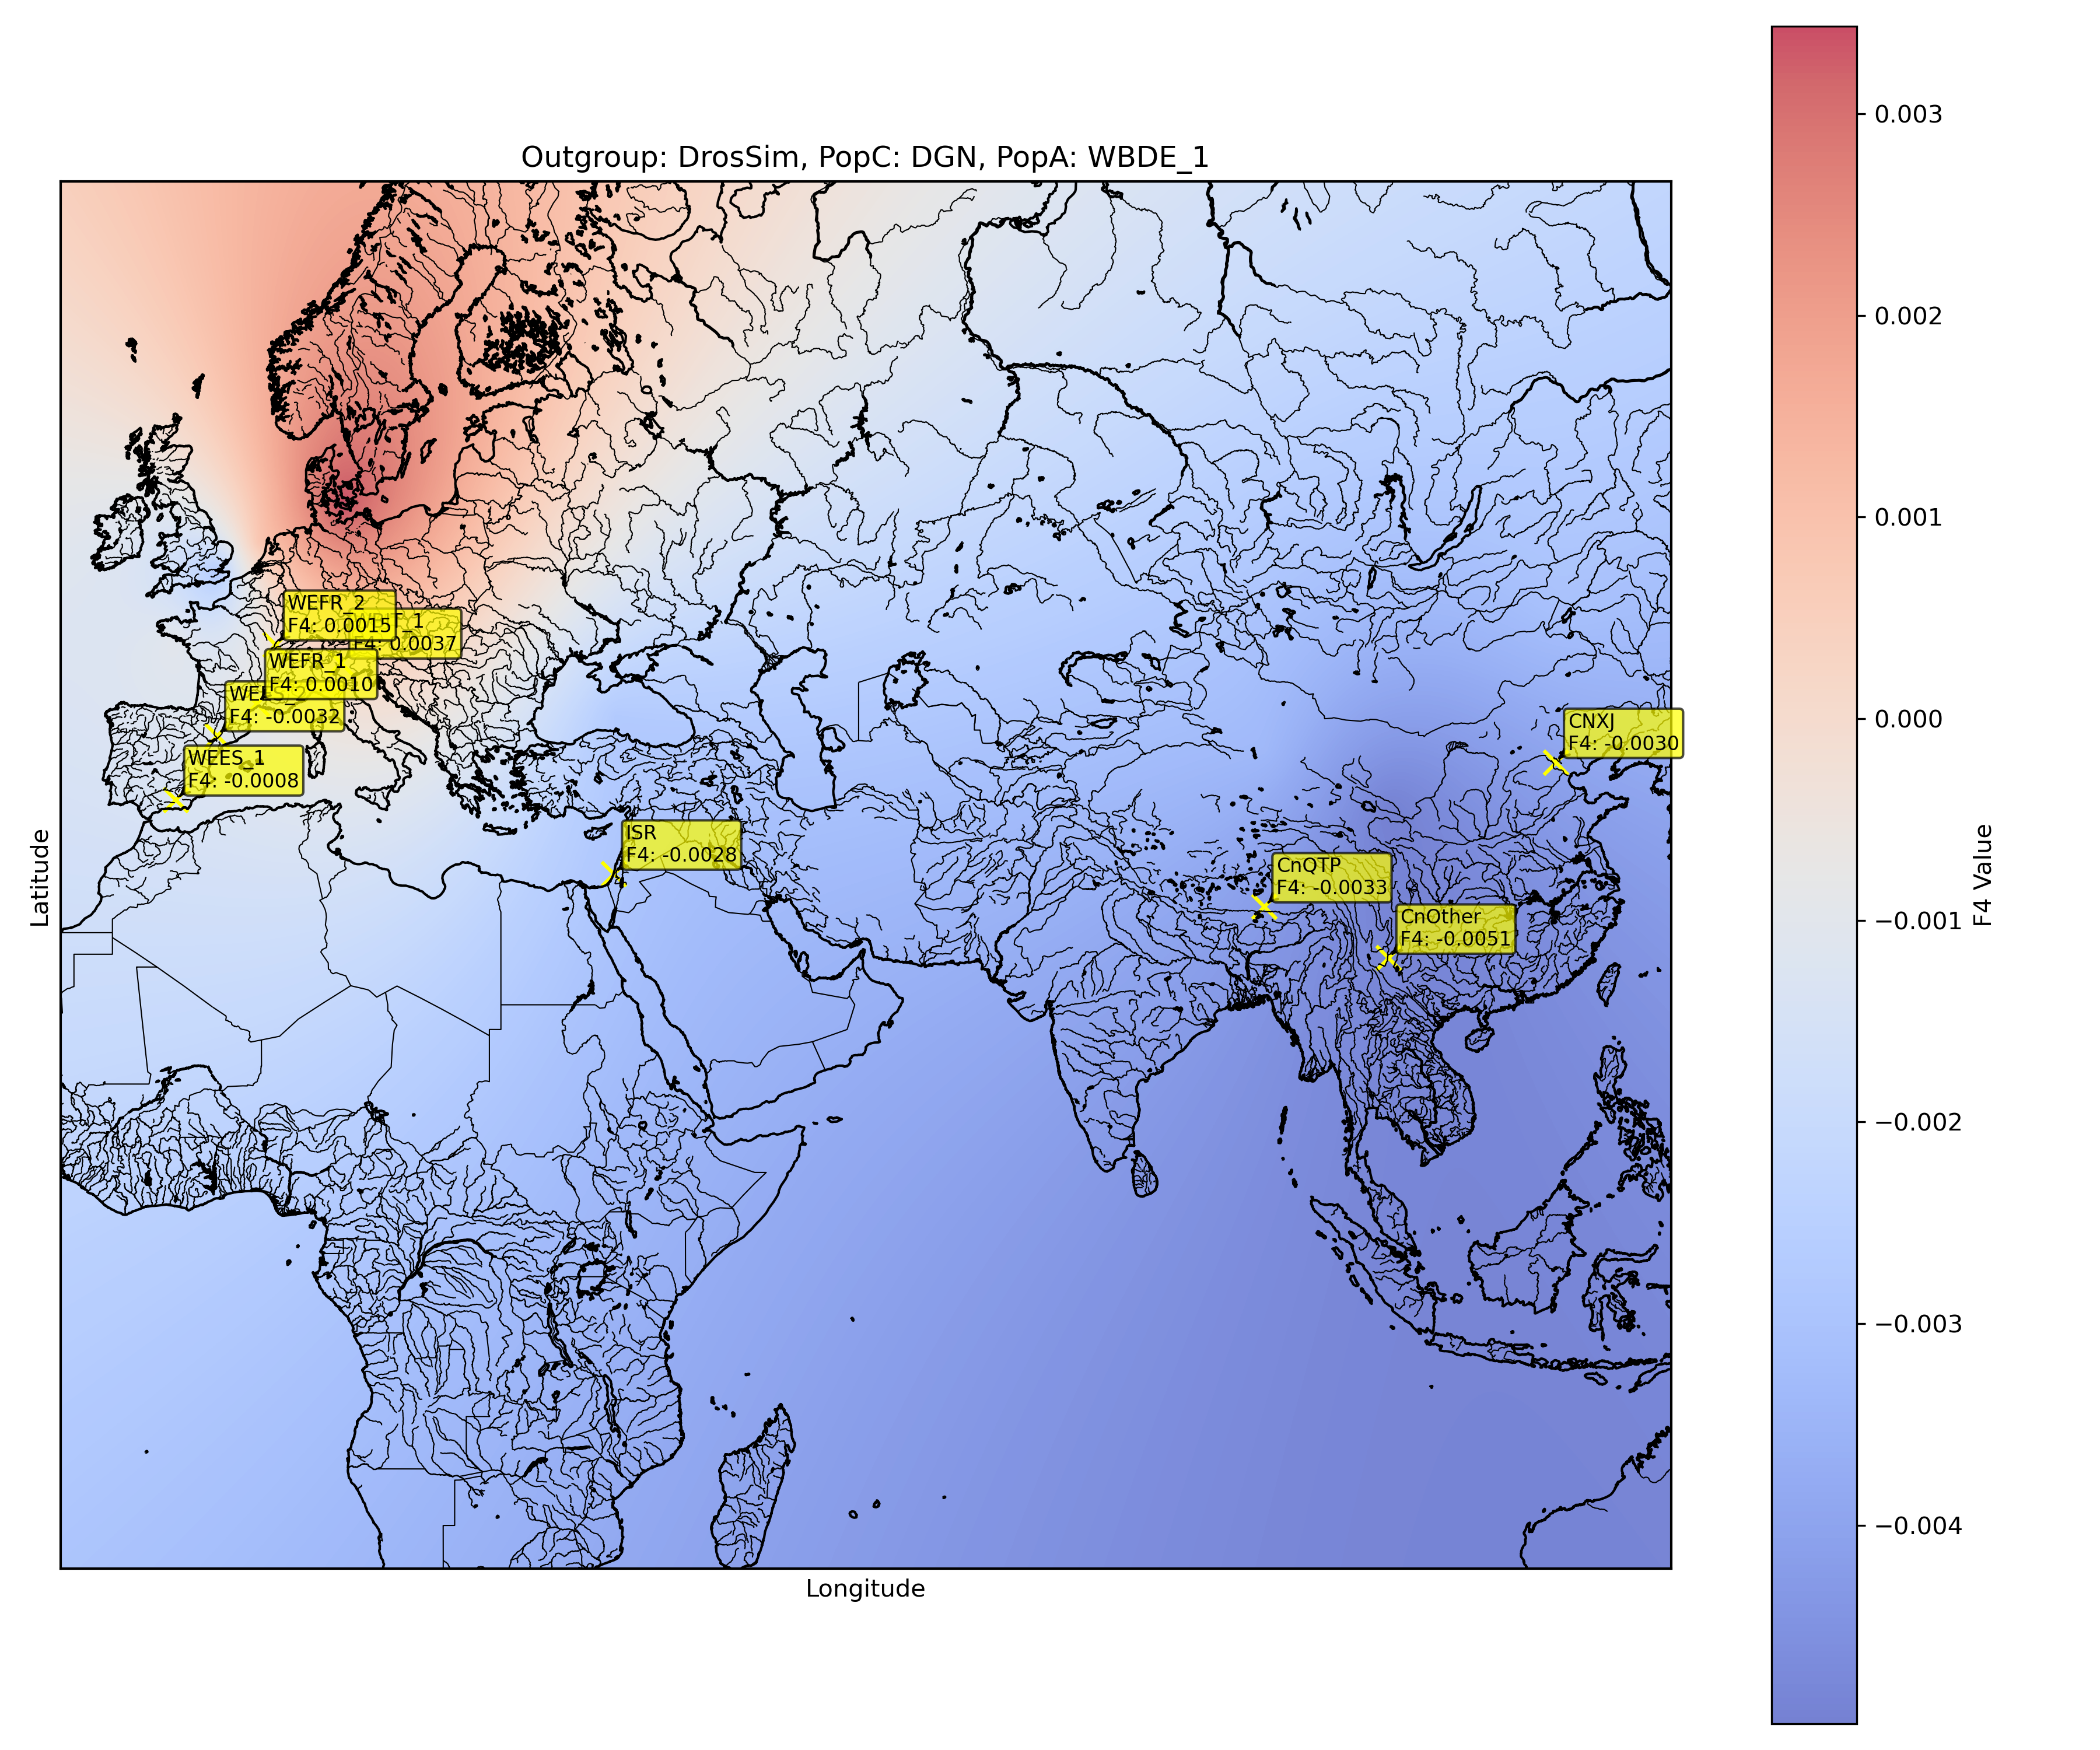 Outgroup: DrosSim, PopC: DGN, PopA: WBDE_1
WEFR_2
F4: 0.0015
_1
F4: 0.0037
WEFR_1
F4: 0.0010
F4: -0.0032
WEES_1
F4: -0.0008
ISR
F4: -0.0028
CNXJ
F4: -0.0030
CnQTP
F4: -0.0033
CnOther
F4: -0.0051
Latitude
Longitude
0.003
0.002
0.001
0.000
−0.001
−0.002
−0.003
−0.004
F4 Value